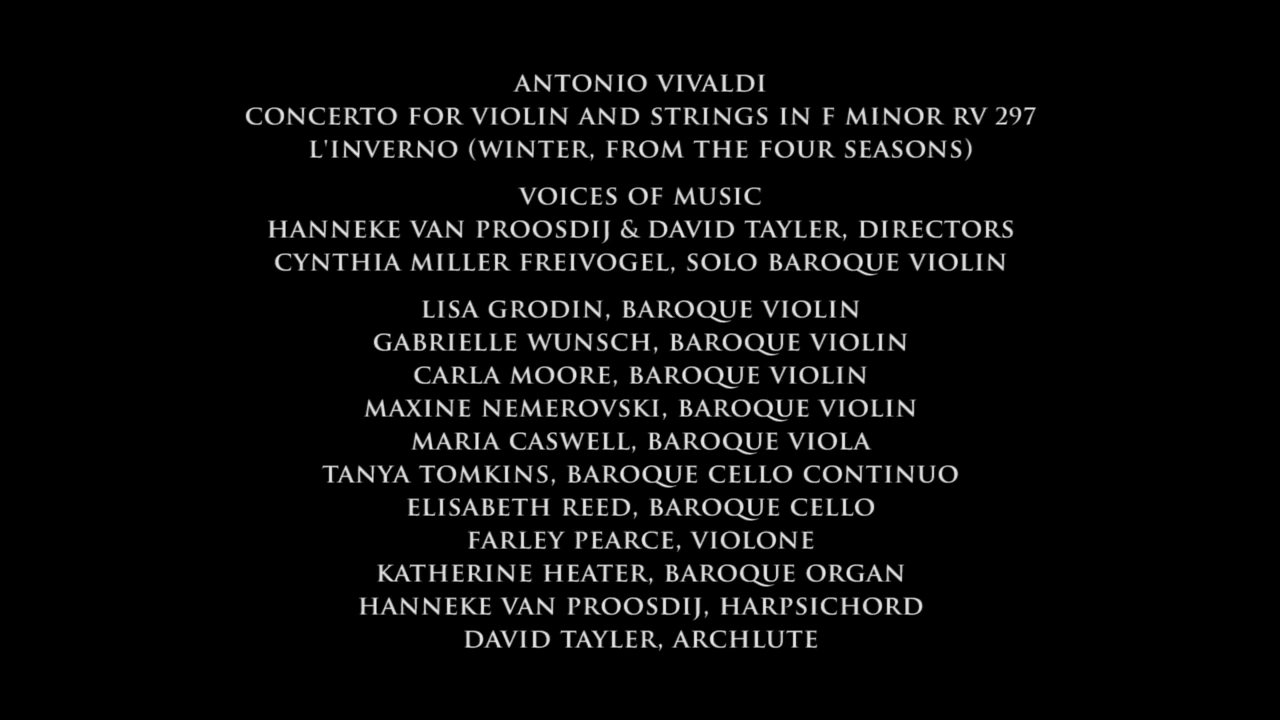 ANTONIO VIVALDI
CONCERTO FOR VIOLIN AND STRINGS IN F MINOR RV 297
L'INVERNO (WINTER, FROM THE FOUR SEASONS)
VOICES OF MUSIC
HANNEKE VAN PROOSDIJ & DAVID TAYLER, DIRECTORS
CYNTHIA MILLER FREIVOGEL, SOLO BAROQUE VIOLIN
LISA GRODIN, BAROQUE VIOLIN
GABRIELLE WUNSCH, BAROQUE VIOLIN
CARLA MOORE, BAROQUE VIOLIN
MAXINE NEMEROVSKI, BAROQUE VIOLIN
MARIA CASWELL, BAROQUE VIOLA
TANYA TOMKINS, BAROQUE CELLO CONTINUO
ELISABETH REED, BAROQUE CELLO
FARLEY PEARCE, VIOLONE
KATHERINE HEATER, BAROQUE ORGAN
HANNEKE VAN PROOSDIJ, HARPSICHORD
DAVID TAYLER, ARCHLUTE